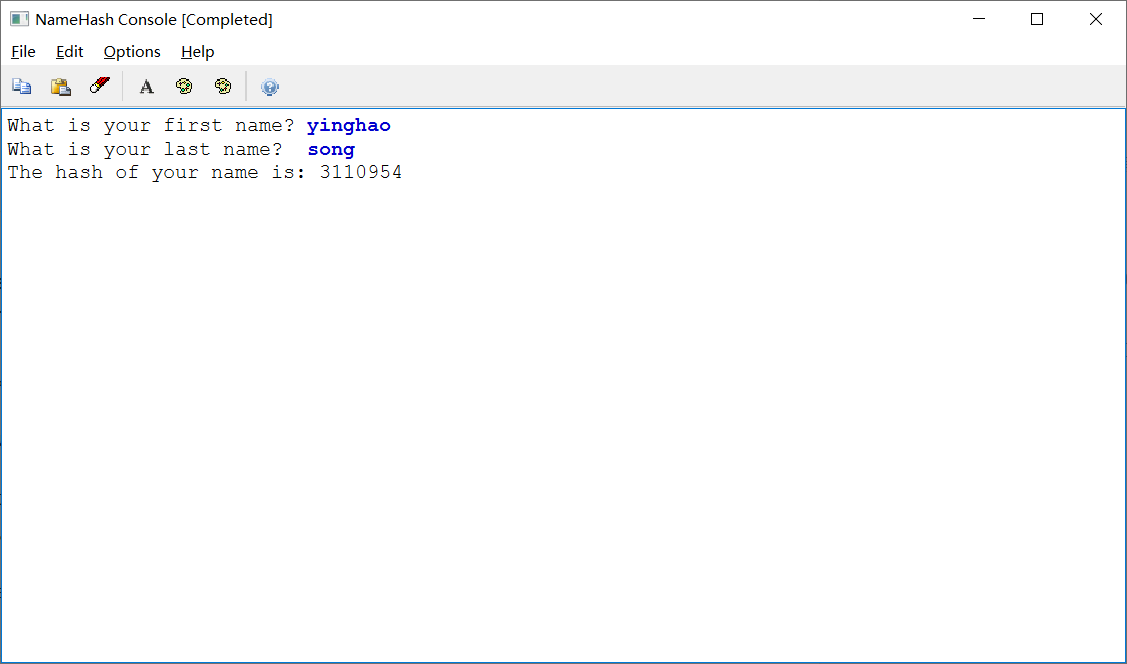 NameHash Console [Completed]
File Edit Options Help
What is your first name? yinghao
What is your last name?  song
The hash of your name is: 3110954